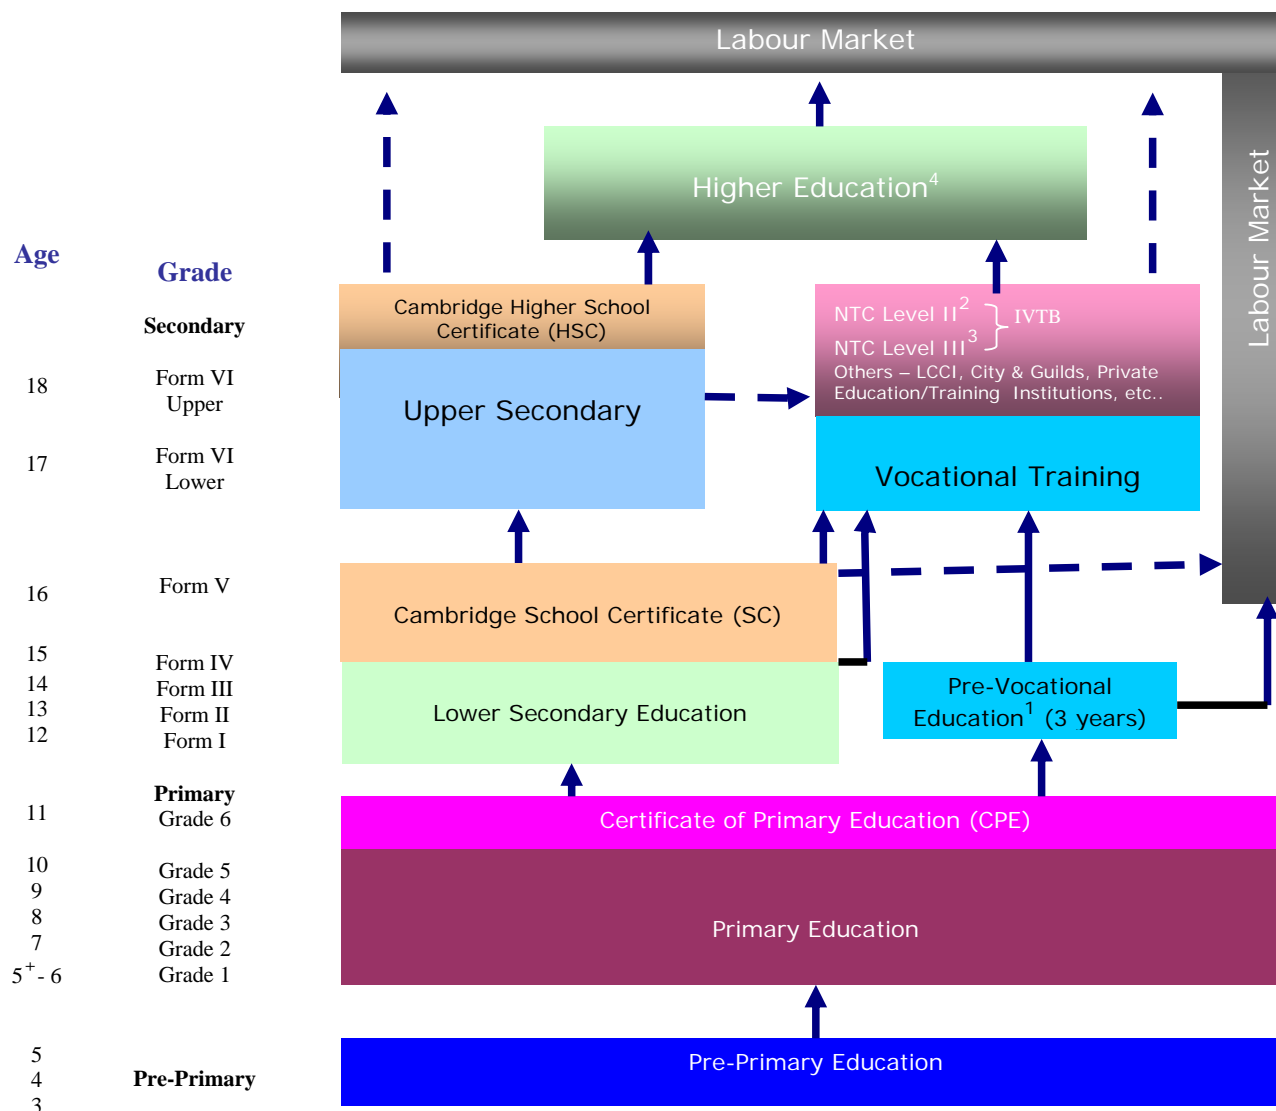 Labour Market
Labour Market
Higher Education4
Age
Grade
Secondary
Cambridge Higher School
Certificate (HSC)
NTC Level II2
NTC Level III3
IVTB
Others – LCCI, City & Guilds, Private
Education/Training Institutions, etc..
18
Form VI
Upper
Upper Secondary
17
Form VI
Lower
Vocational Training
16
Form V
Cambridge School Certificate (SC)
15
Form IV
14
Form III
13
Form II
12
Form I
Lower Secondary Education
Pre-Vocational
Education1 (3 years)
Primary
11
Grade 6
Certificate of Primary Education (CPE)
10
Grade 5
9
Grade 4
8
Grade 3
7
Grade 2
5+- 6
Grade 1
Primary Education
5
4
3
Pre-Primary
Pre-Primary Education